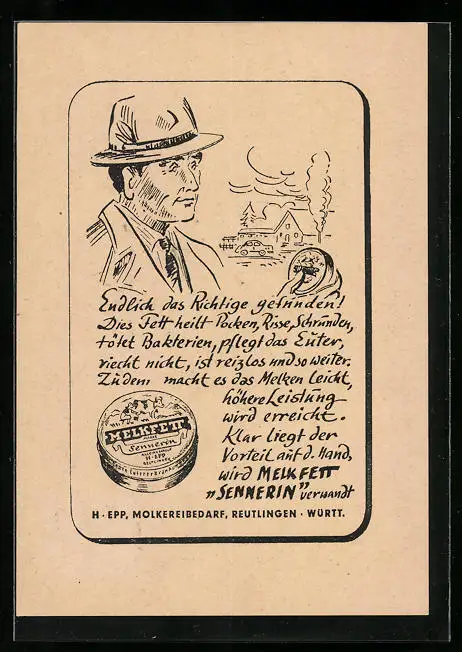 Endlich das Richtige gefunden!
Dies Fett heilt Pocken, Risse, Schrunden,
tötet Bakterien, pflegt das Euter,
riecht nicht, ist reizlos und so weiter.
Zudem macht es das Melken leicht,
höhere Leistung
wird erreicht.
Klar liegt der
Vorteil auf d. Hand,
wird MELKFETT
„SENNERIN" verwandt
MELKFETT
MARKE
Sennerin
H. EPP
H · EPP, MOLKEREIBEDARF, REUTLINGEN · WÜRTT.